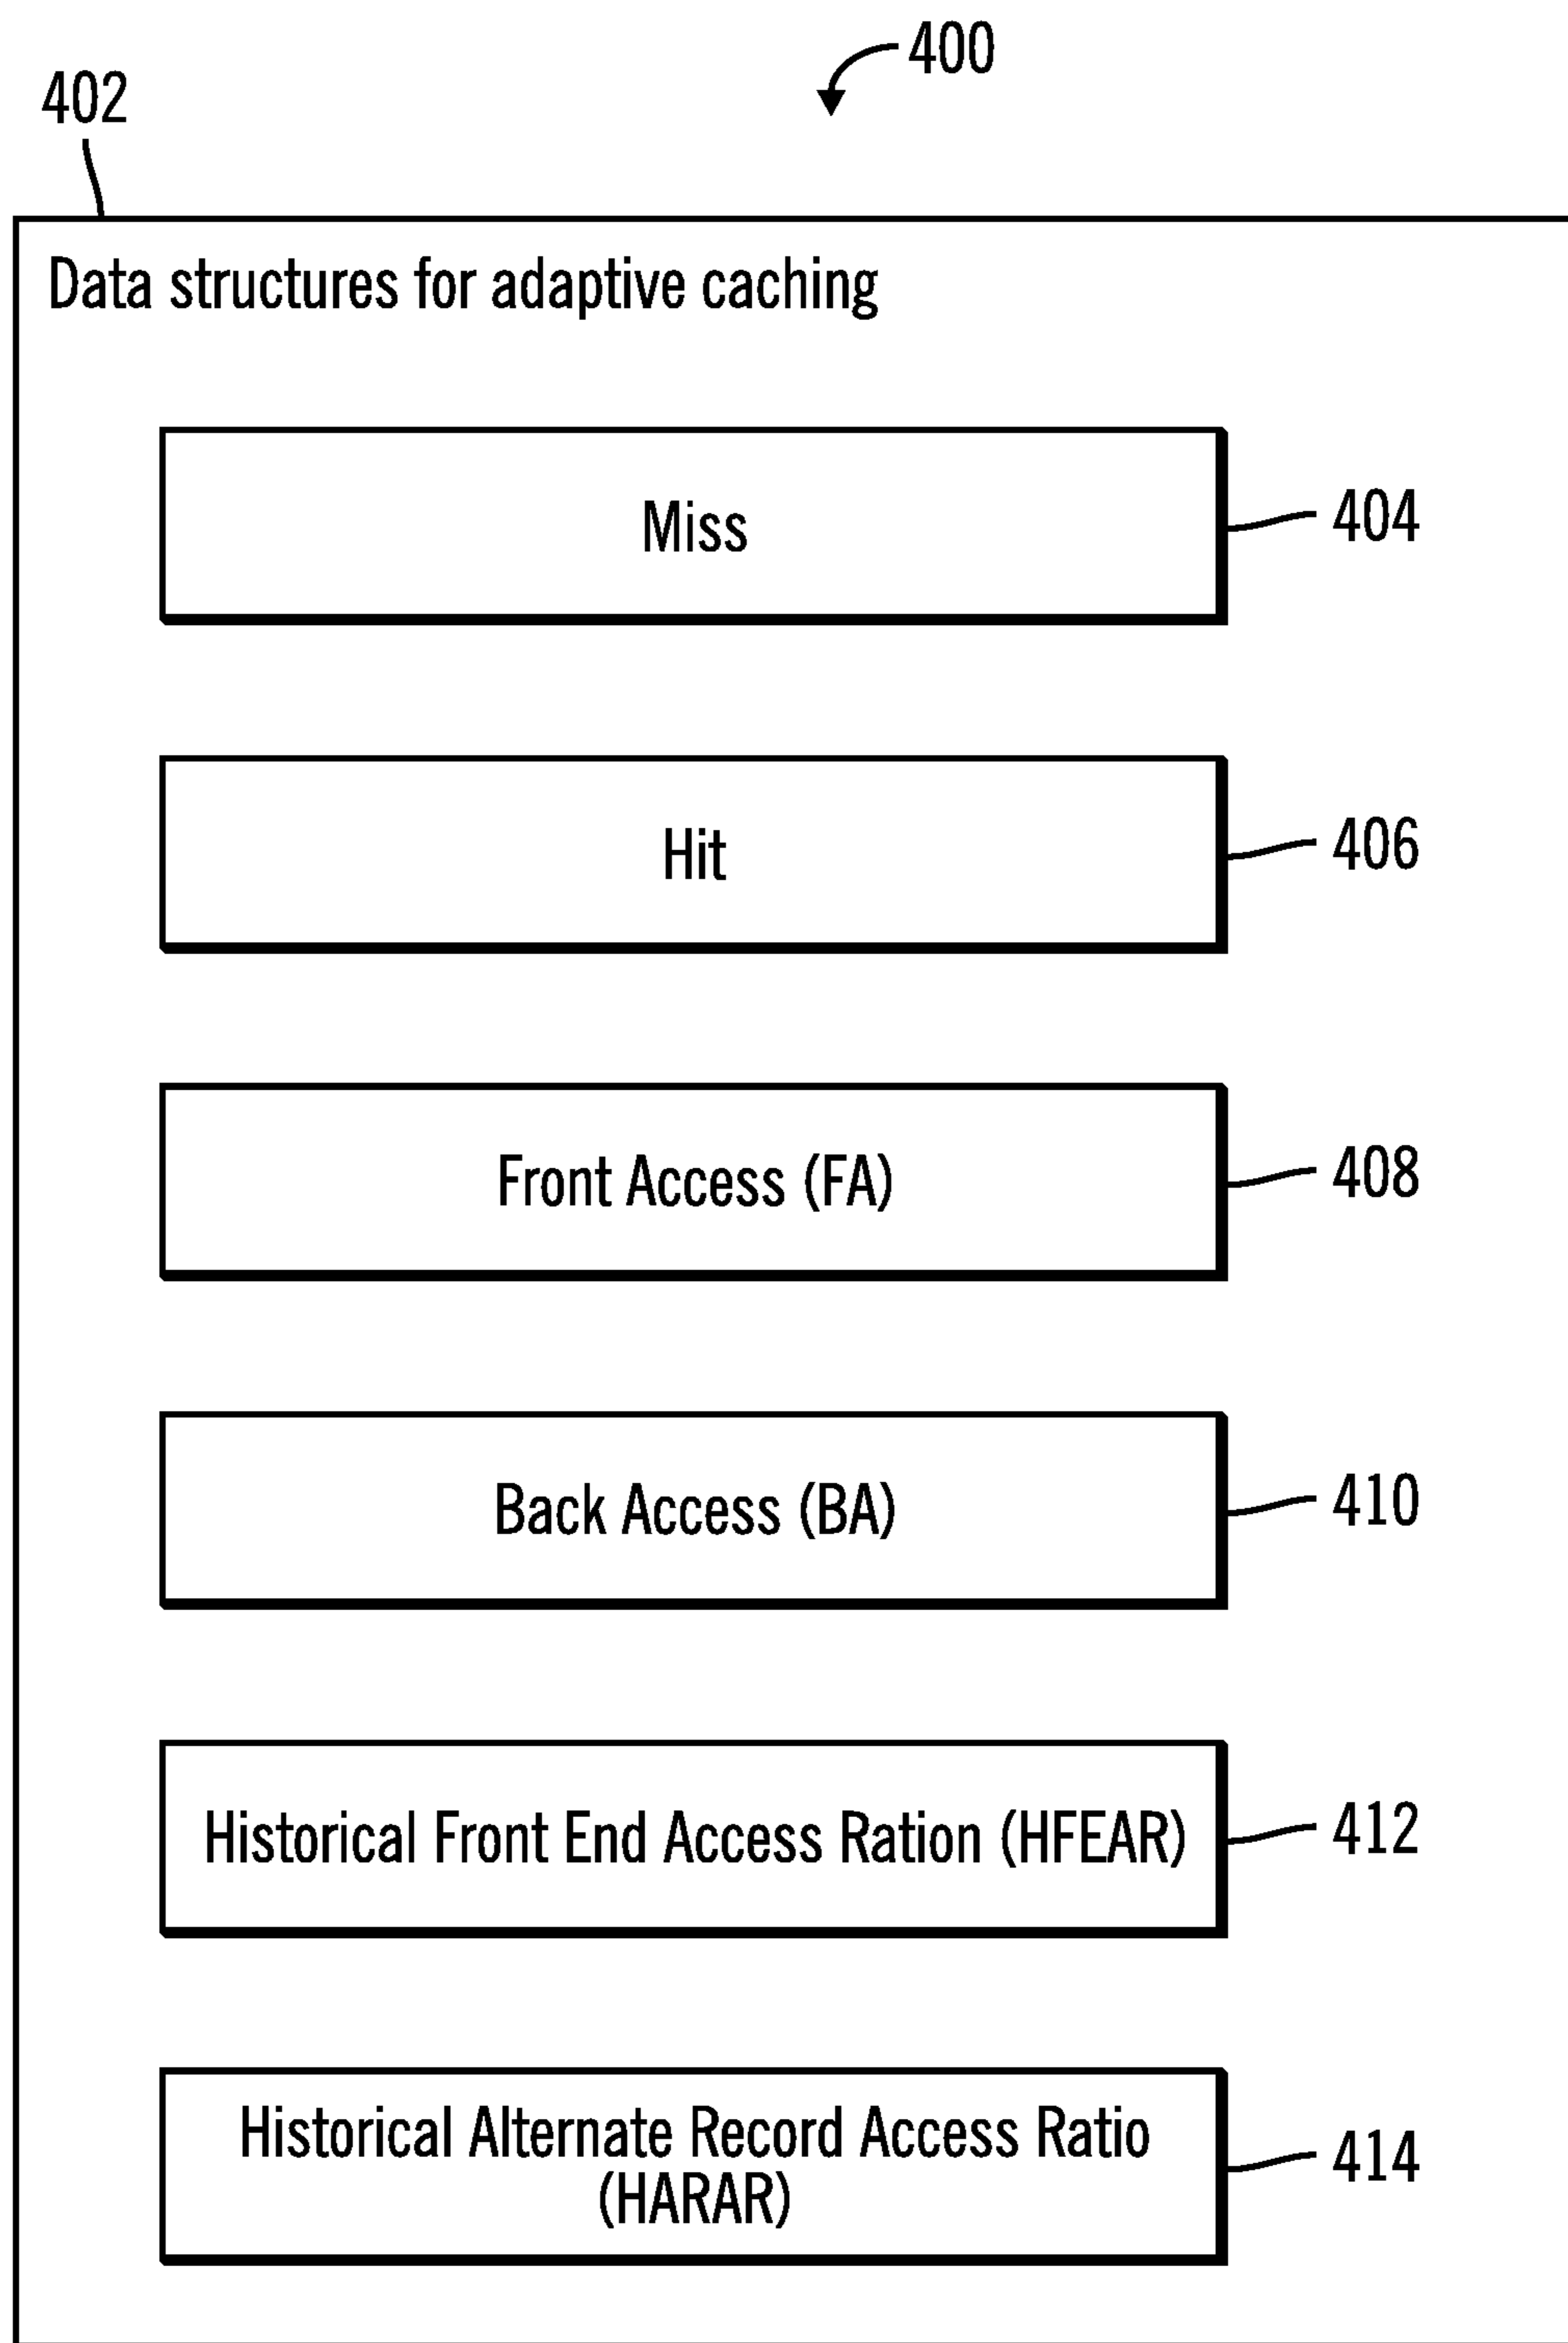 400
402
Data structures for adaptive caching
Miss
404
Hit
406
Front Access (FA)
408
Back Access (BA)
410
Historical Front End Access Ration (HFEAR)
412
Historical Alternate Record Access Ratio
(HARAR)
414